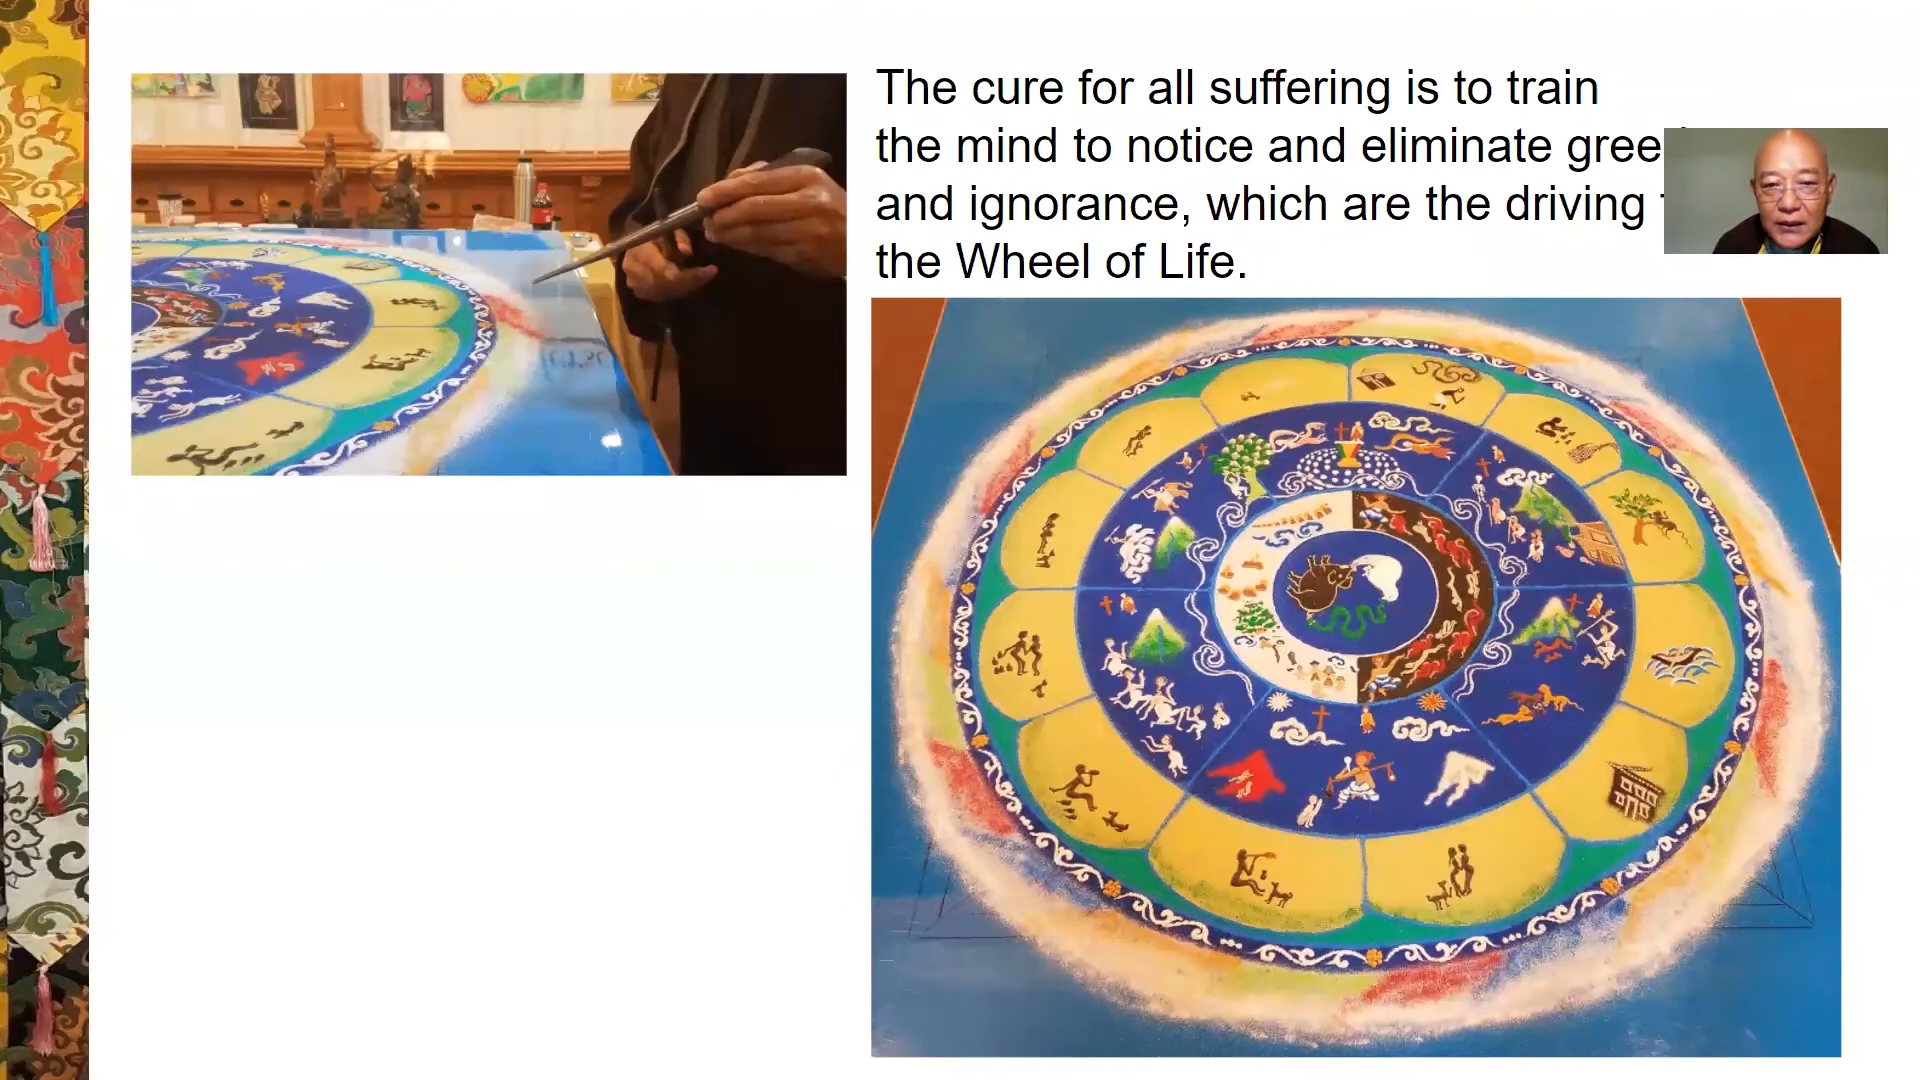 The cure for all suffering is to train
the mind to notice and eliminate
and ignorance, which are the driving
the Wheel of Life.